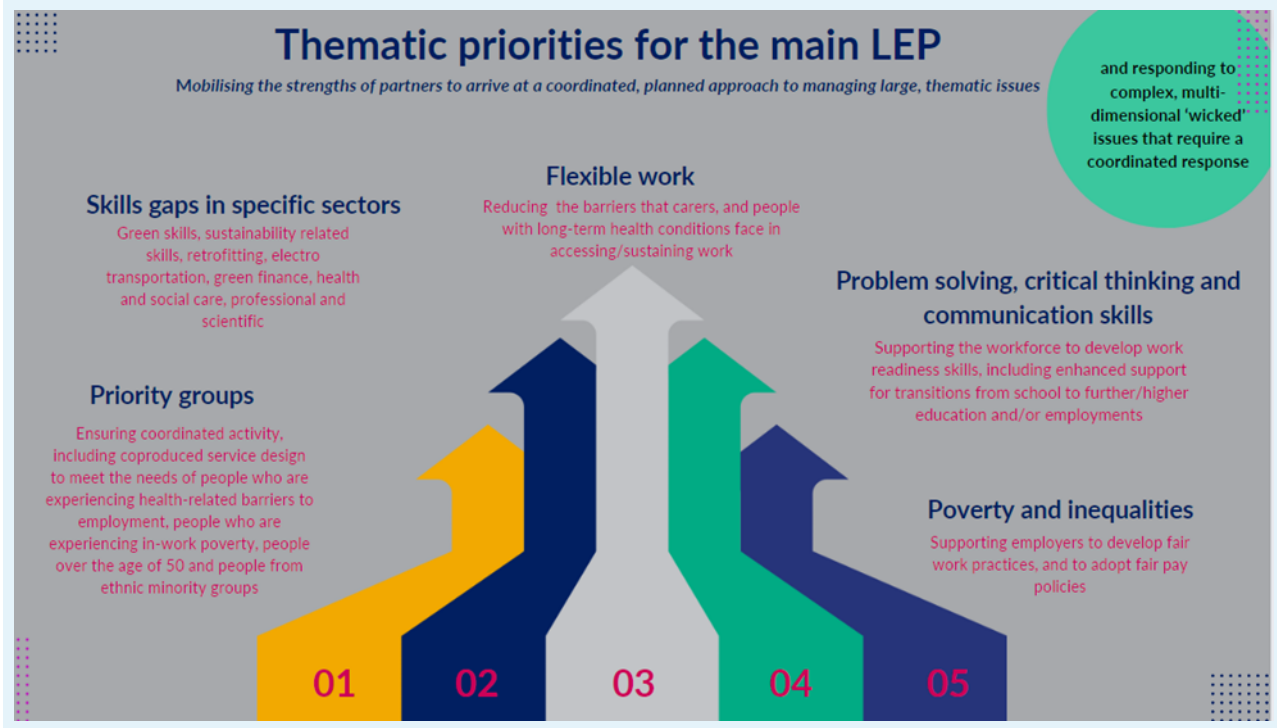 Thematic priorities for the main LEP
Mobilising the strengths of partners to arrive at a coordinated, planned approach to managing large, thematic issues
and responding to
complex, multi-
dimensional ‘wicked’
issues that require a
coordinated response
Priority groups
Ensuring coordinated activity,
including coproduced service design
to meet the needs of people who are
experiencing health-related barriers to
employment, people who are
experiencing in-work poverty, people
over the age of 50 and people from
ethnic minority groups
Skills gaps in specific sectors
Green skills, sustainability related
skills, retrofitting, electro
transportation, green finance, health
and social care, professional and
scientific
Flexible work
Reducing the barriers that carers, and people
with long-term health conditions face in
accessing/sustaining work
Problem solving, critical thinking and
communication skills
Supporting the workforce to develop work
readiness skills, including enhanced support
for transitions from school to further/higher
education and/or employments
Poverty and inequalities
Supporting employers to develop fair
work practices, and to adopt fair pay
policies
01
02
03
04
05